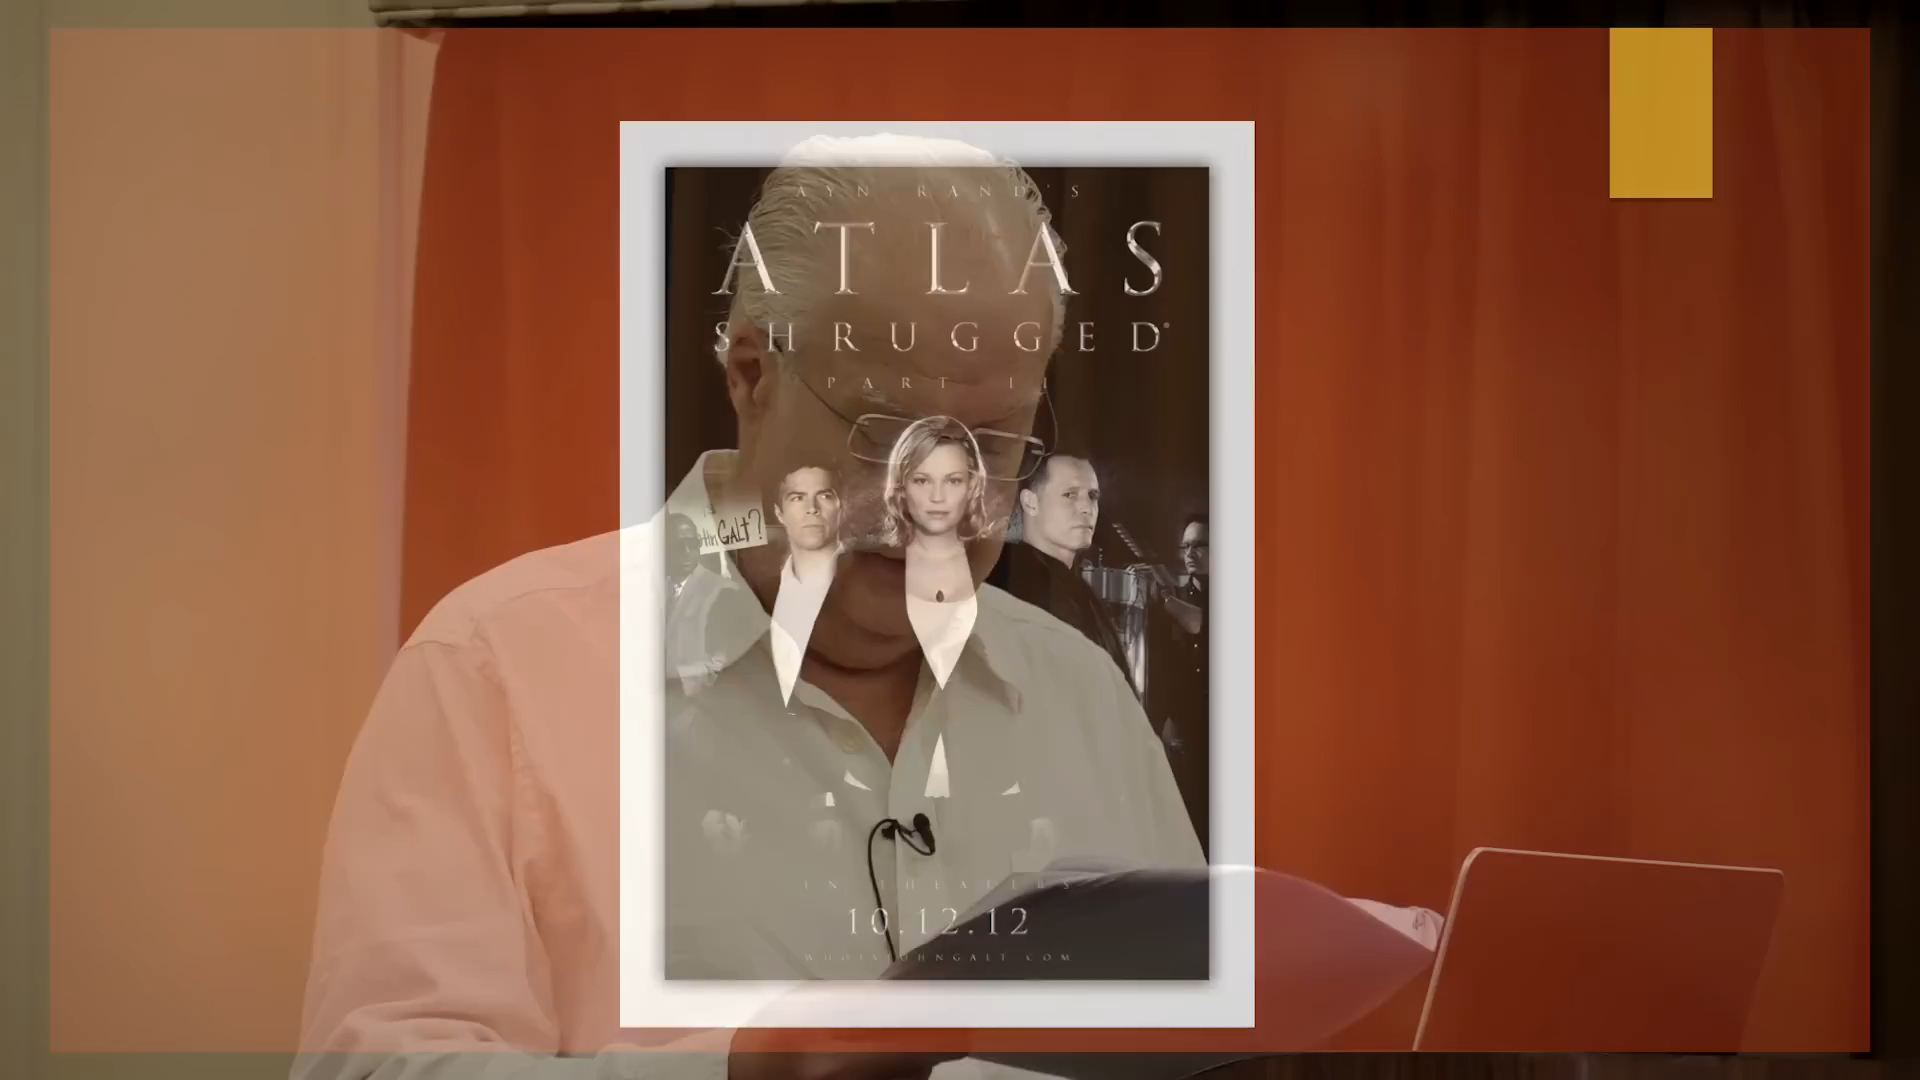 AYN RAND'S
ATLAS
SHRUGGED®
PART II
GALT?
IN THEATERS
10.12.12
WHOISJOHNGALT.COM